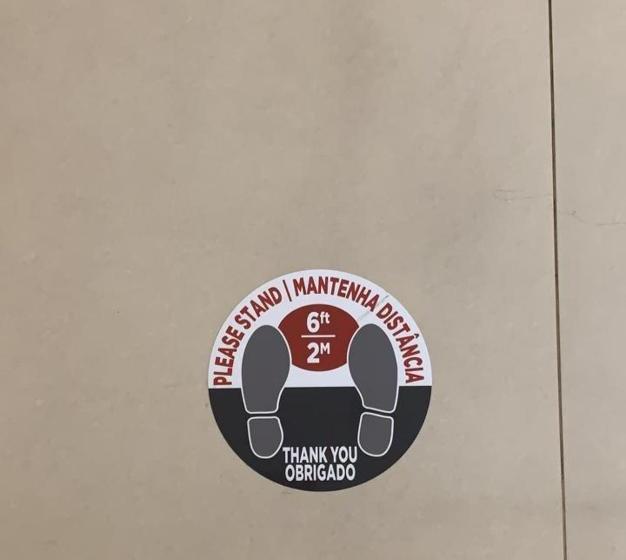 PLEASE STAND | MANTENHA DISTÂNCIA
6ft
2M
THANK YOU
OBRIGADO